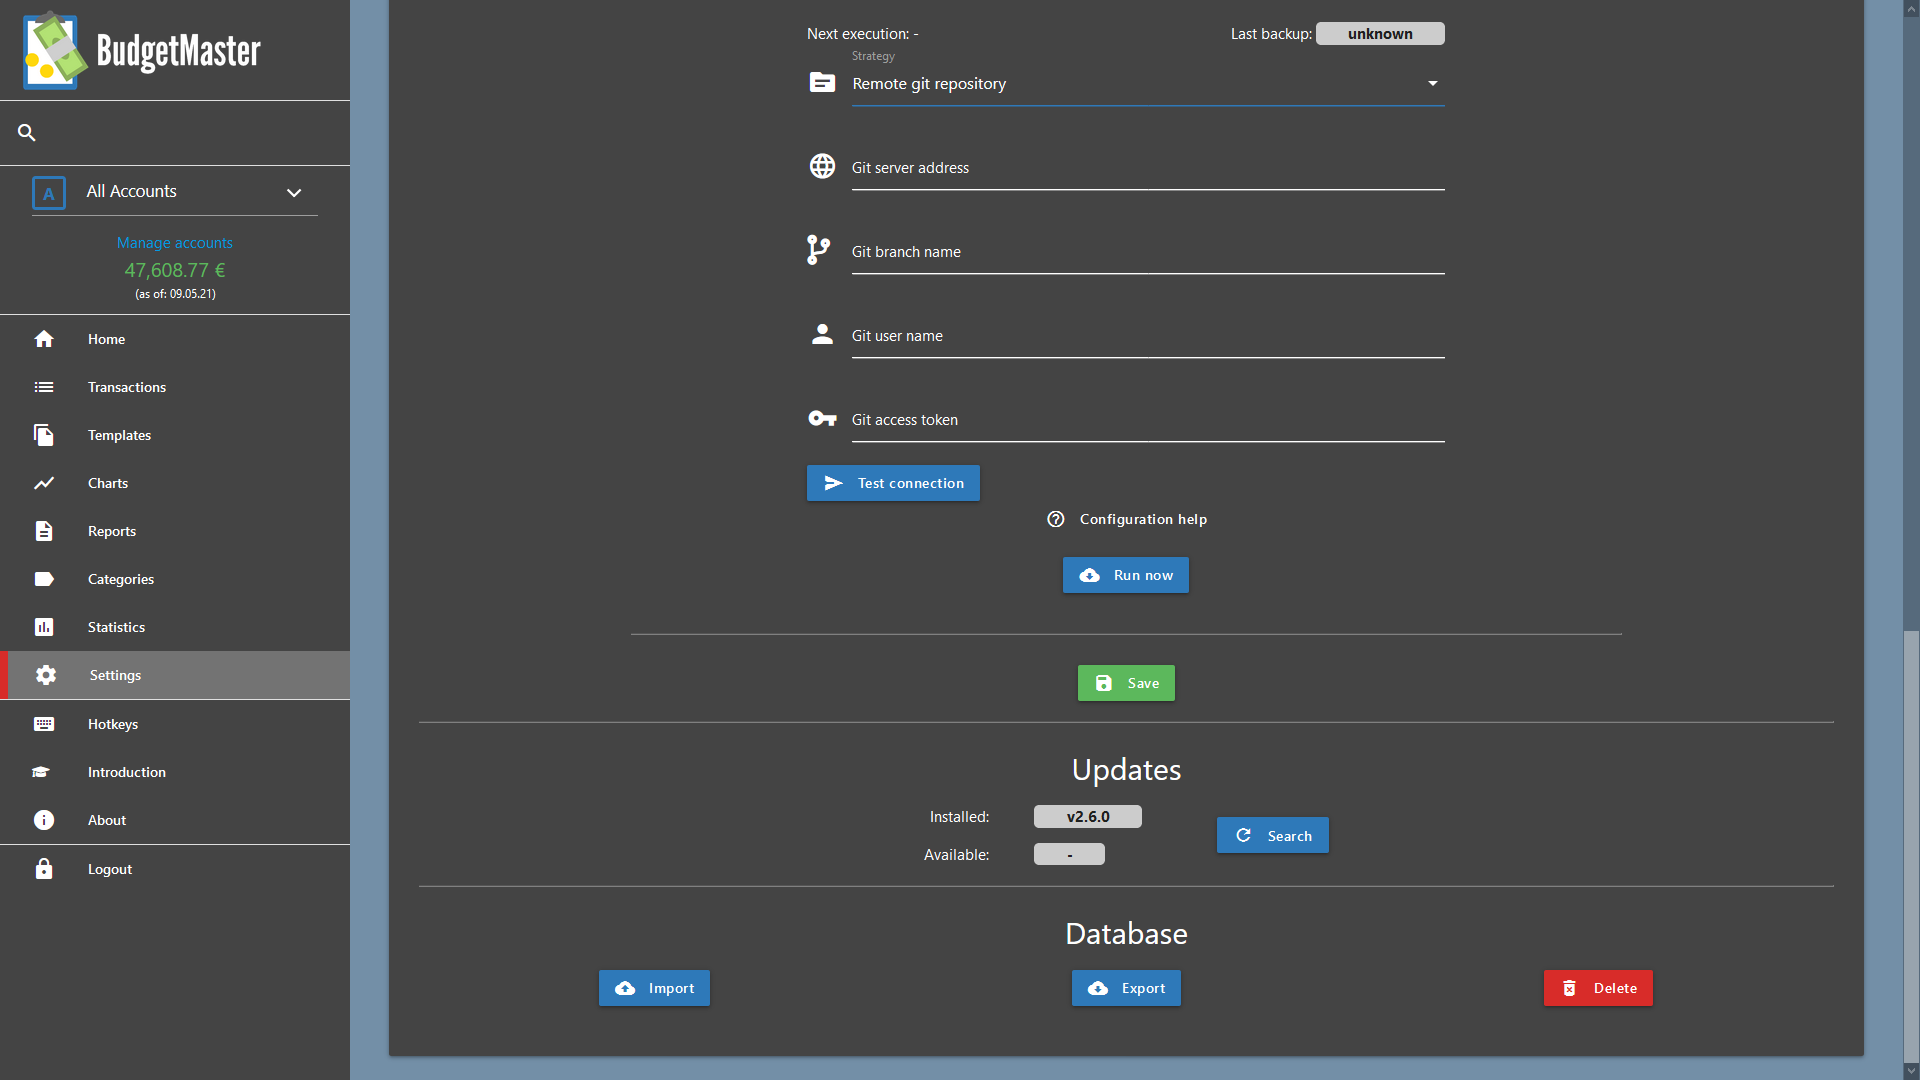 BudgetMaster
A
All Accounts
Manage accounts
47,608.77 €
(as of: 09.05.21)
Home
Transactions
Templates
Charts
Reports
Categories
Statistics
Settings
Hotkeys
Introduction
About
Logout
Next execution: -
Last backup: unknown
Strategy
Remote git repository
Git server address
Git branch name
Git user name
Git access token
Test connection
Configuration help
Run now
Save
Updates
Installed: v2.6.0
Available: -
Search
Database
Import
Export
Delete